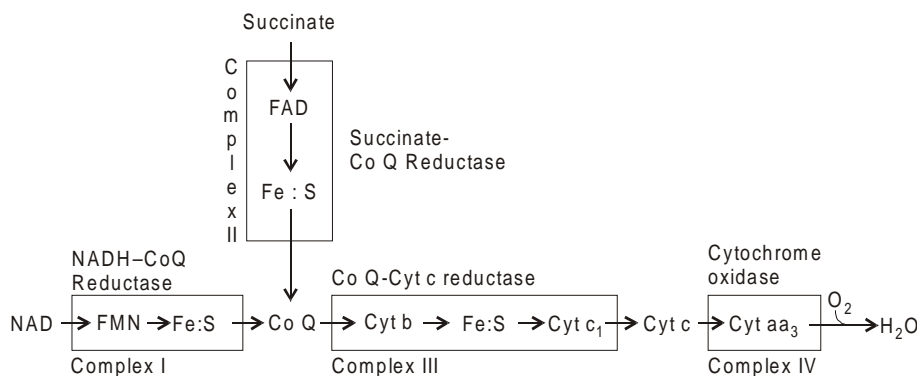 Succinate
Complex II
FAD
Succinate-
Co Q Reductase
Fe : S
NADH–CoQ
Reductase
Co Q-Cyt c reductase
Cytochrome
oxidase
NAD FMN Fe:S Co Q Cyt b Fe:S Cyt c₁ Cyt c Cyt aa₃ O₂ H₂O
Complex I Complex III Complex IV